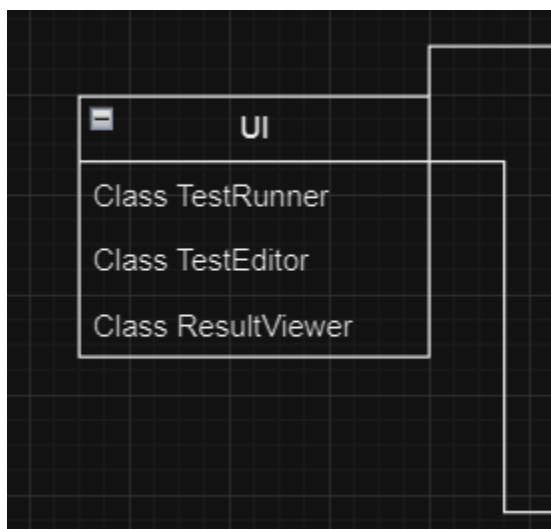 UI
Class TestRunner
Class TestEditor
Class ResultViewer